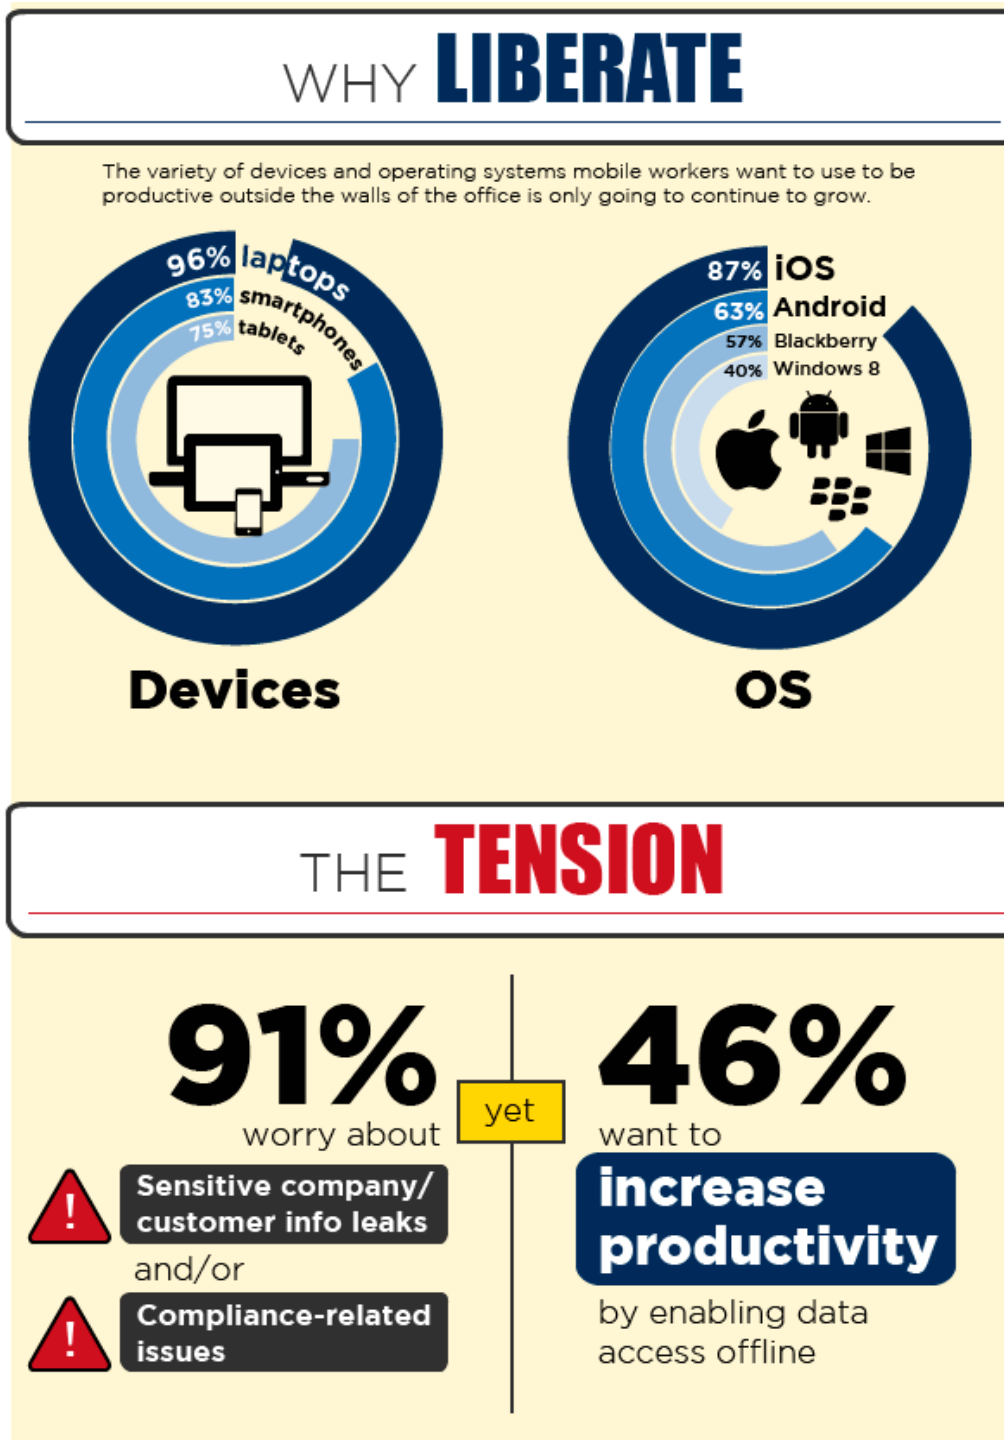 WHY LIBERATE
The variety of devices and operating systems mobile workers want to use to be
productive outside the walls of the office is only going to continue to grow.
96% laptops
83% smartphones
75% tablets
Devices
87% iOS
63% Android
57% Blackberry
40% Windows 8
OS
THE TENSION
91%
worry about
Sensitive company/
customer info leaks
and/or
Compliance-related
issues
yet
46%
want to
increase
productivity
by enabling data
access offline